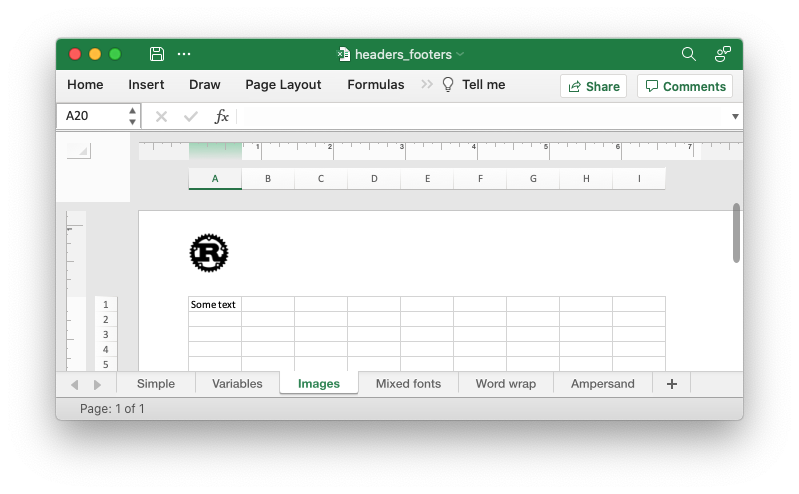 headers_footers
Home Insert Draw Page Layout Formulas Tell me Share Comments
A20 fx
1 2 3 4 5 6 7
A B C D E F G H I
R
1 Some text
2
3
4
5
Simple Variables Images Mixed fonts Word wrap Ampersand +
Page: 1 of 1